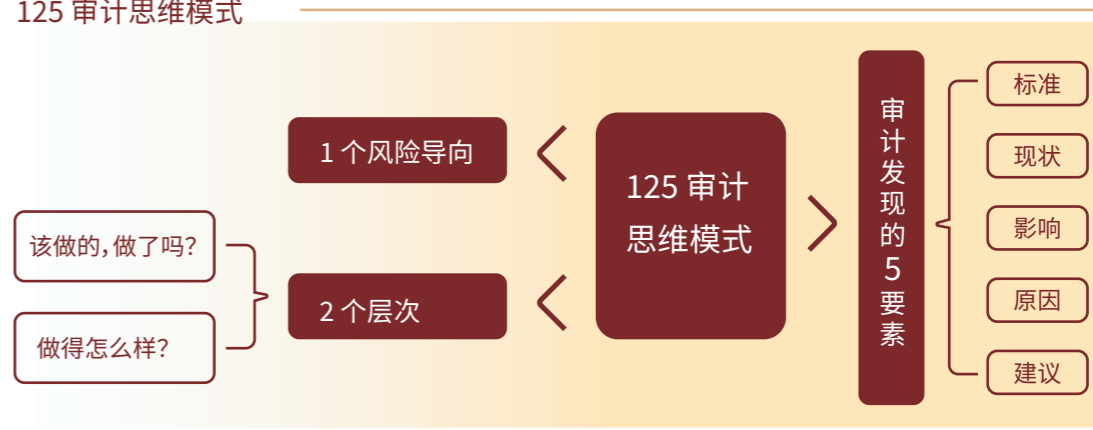 125 审计思维模式
1 个风险导向
2 个层次
该做的，做了吗？
做得怎么样？
125 审计
思维模式
审计发现的5要素
标准
现状
影响
原因
建议